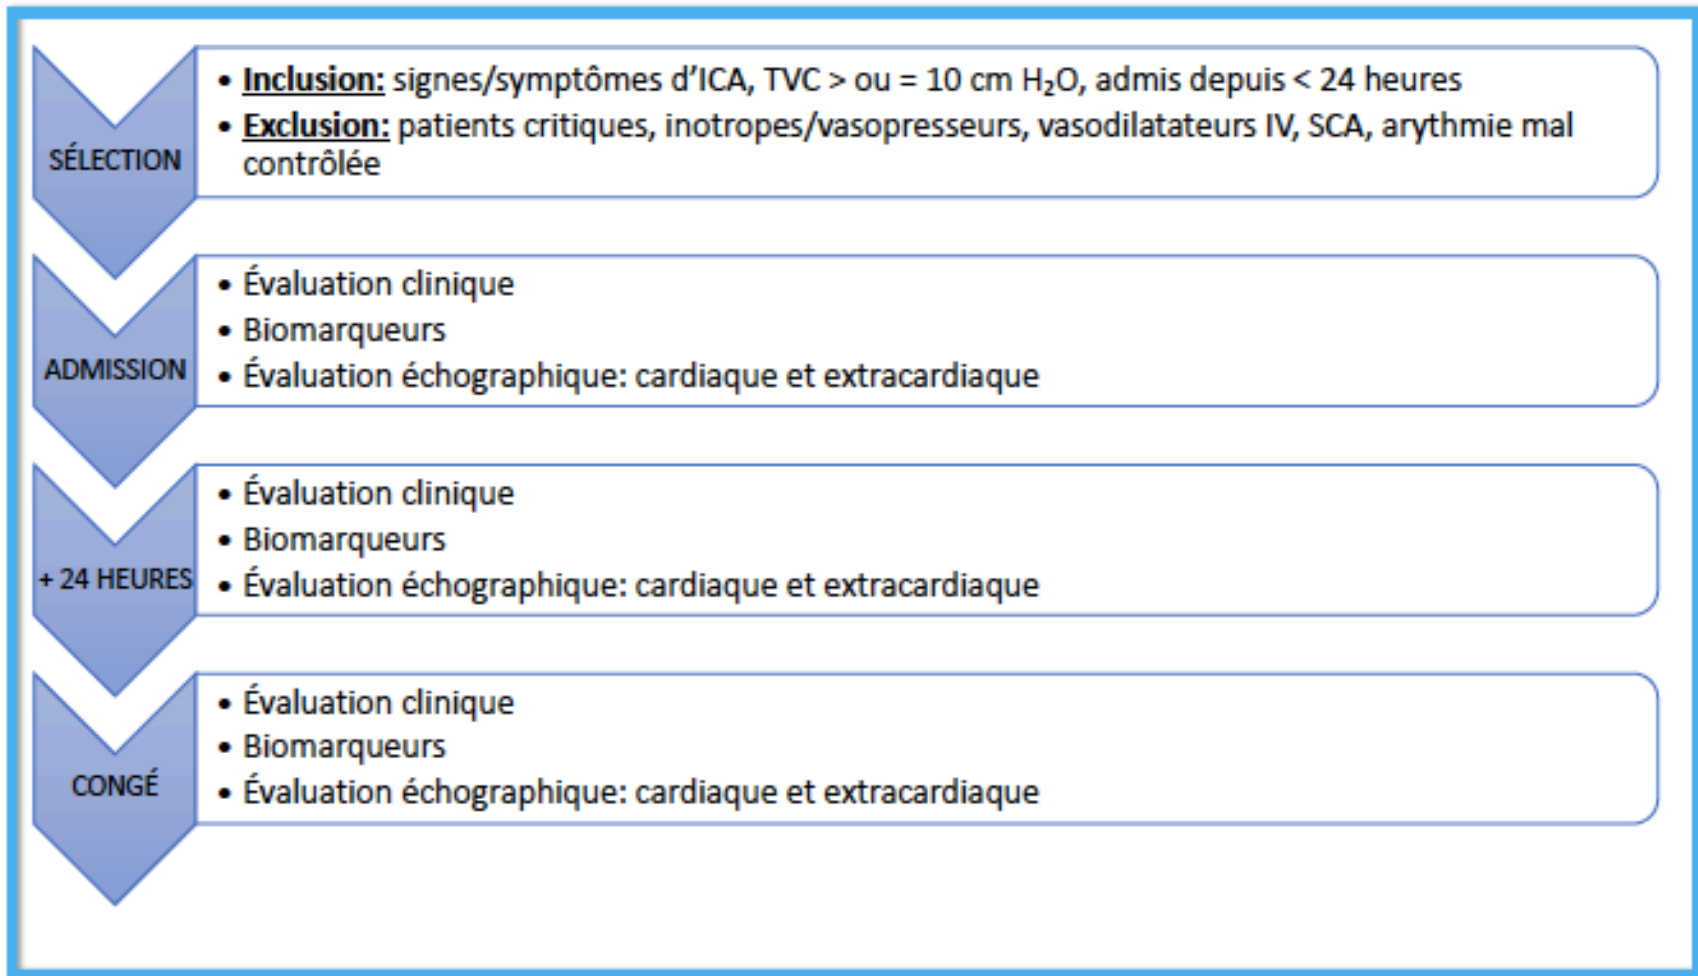 SÉLECTION
• Inclusion: signes/symptômes d’ICA, TVC > ou = 10 cm H₂O, admis depuis < 24 heures
• Exclusion: patients critiques, inotropes/vasopresseurs, vasodilatateurs IV, SCA, arythmie mal
contrôlée
ADMISSION
• Évaluation clinique
• Biomarqueurs
• Évaluation échographique: cardiaque et extracardiaque
+ 24 HEURES
• Évaluation clinique
• Biomarqueurs
• Évaluation échographique: cardiaque et extracardiaque
CONGÉ
• Évaluation clinique
• Biomarqueurs
• Évaluation échographique: cardiaque et extracardiaque